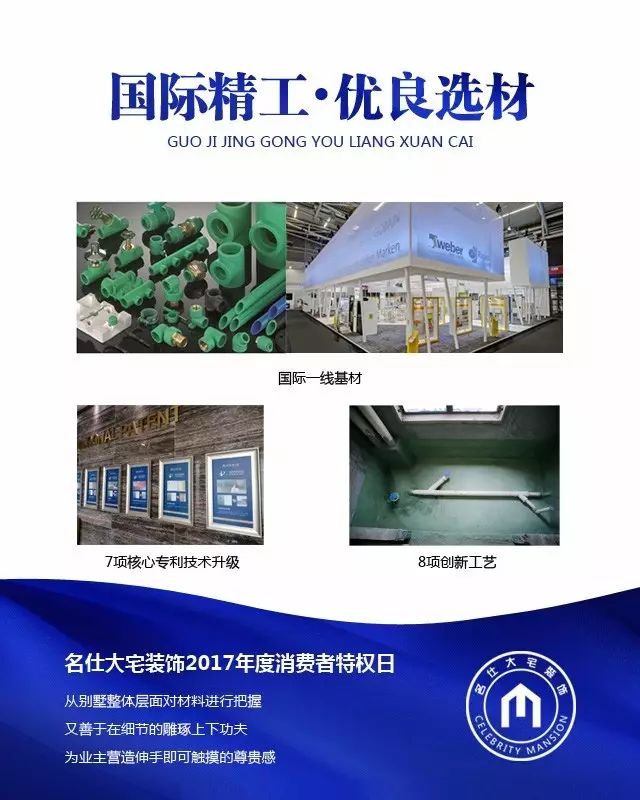 国际精工·优良选材
GUO JI JING GONG YOU LIANG XUAN CAI
weber
Marken
国际一线基材
ONAL PATENT
7项核心专利技术升级
8项创新工艺
名仕大宅装饰2017年度消费者特权日
从别墅整体层面对材料进行把握
又善于在细节的雕琢上下功夫
为业主营造伸手即可触摸的尊贵感
名仕大宅装饰
CELEBRITY MANSION